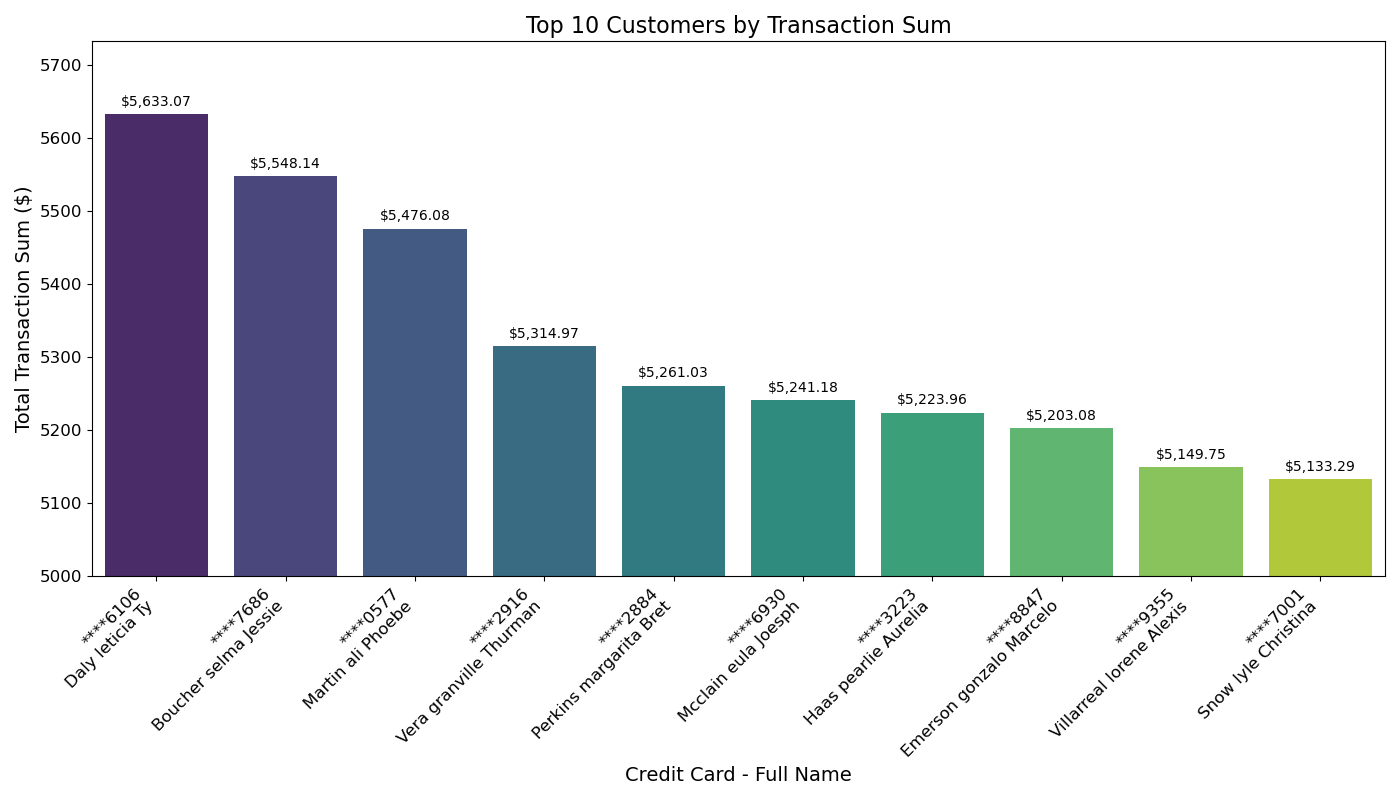 Top 10 Customers by Transaction Sum
Total Transaction Sum ($)
5700
5600
5500
5400
5300
5200
5100
5000
$5,633.07
$5,548.14
$5,476.08
$5,314.97
$5,261.03
$5,241.18
$5,223.96
$5,203.08
$5,149.75
$5,133.29
****6106
Daly leticia Ty
****7686
Boucher selma Jessie
****0577
Martin ali Phoebe
****2916
Vera granville Thurman
****2884
Perkins margarita Bret
****6930
Mcclain eula Joesph
****3223
Haas pearlie Aurelia
****8847
Emerson gonzalo Marcelo
****9355
Villarreal lorene Alexis
****7001
Snow lyle Christina
Credit Card - Full Name